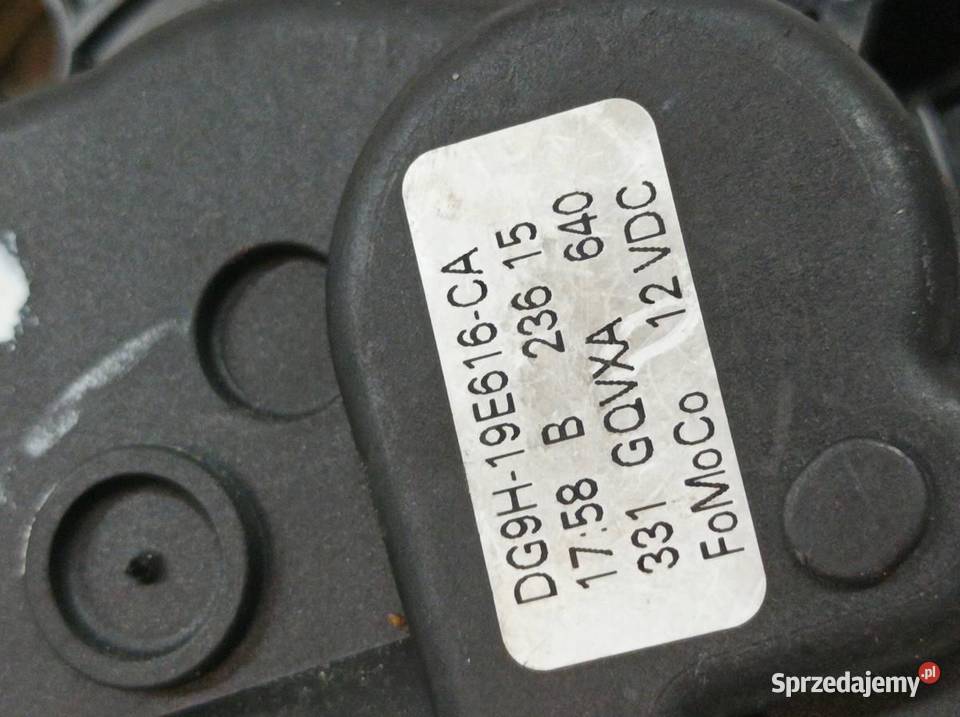 DG9H-19E616-CA
17:58 B 236 15
331 GQVXA 640
FoMoCo 12 VDC
Sprzedajemy.pl